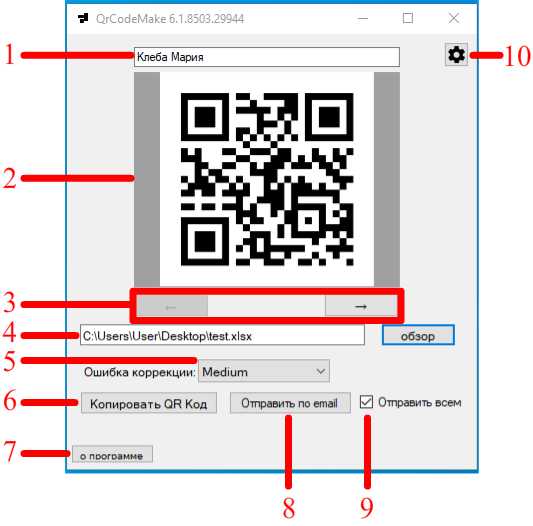 QrCodeMake 6.1.8503.29944
1
Клеба Мария
10
2
3
←
→
4
C:\Users\User\Desktop\test.xlsx
обзор
5
Ошибка коррекции:
Medium
6
Копировать QR Код
Отправить по email
Отправить всем
7
о программе
8
9